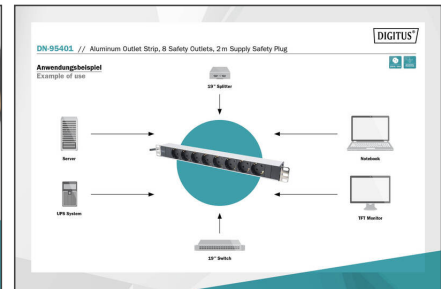 DIGITUS®
DN-95401 // Aluminum Outlet Strip, 8 Safety Outlets, 2 m Supply Safety Plug
Anwendungsbeispiel
Example of use
19" Splitter
Server
Notebook
UPS System
TFT Monitor
19" Switch